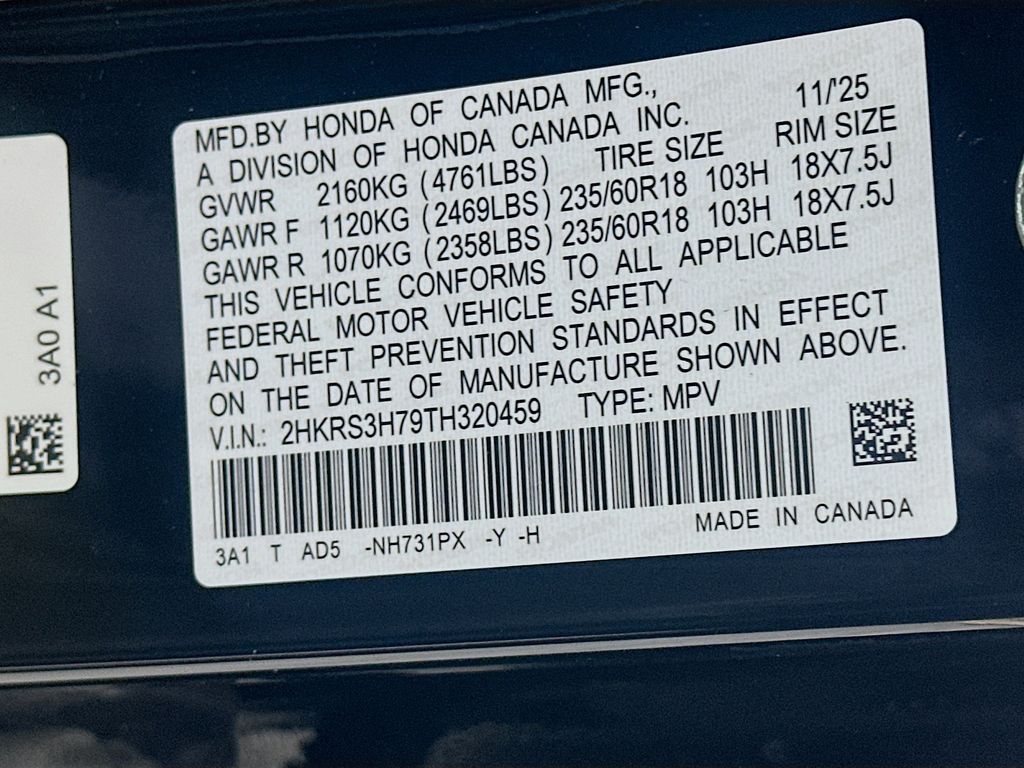 MFD.BY HONDA OF CANADA MFG., 11/'25
A DIVISION OF HONDA CANADA INC.
GVWR 2160KG (4761LBS) TIRE SIZE RIM SIZE
GAWR F 1120KG (2469LBS) 235/60R18 103H 18X7.5J
GAWR R 1070KG (2358LBS) 235/60R18 103H 18X7.5J
THIS VEHICLE CONFORMS TO ALL APPLICABLE
FEDERAL MOTOR VEHICLE SAFETY
AND THEFT PREVENTION STANDARDS IN EFFECT
ON THE DATE OF MANUFACTURE SHOWN ABOVE.
V.I.N.: 2HKRS3H79TH320459 TYPE: MPV
3A1 T AD5 -NH731PX -Y -H MADE IN CANADA
3A0 A1